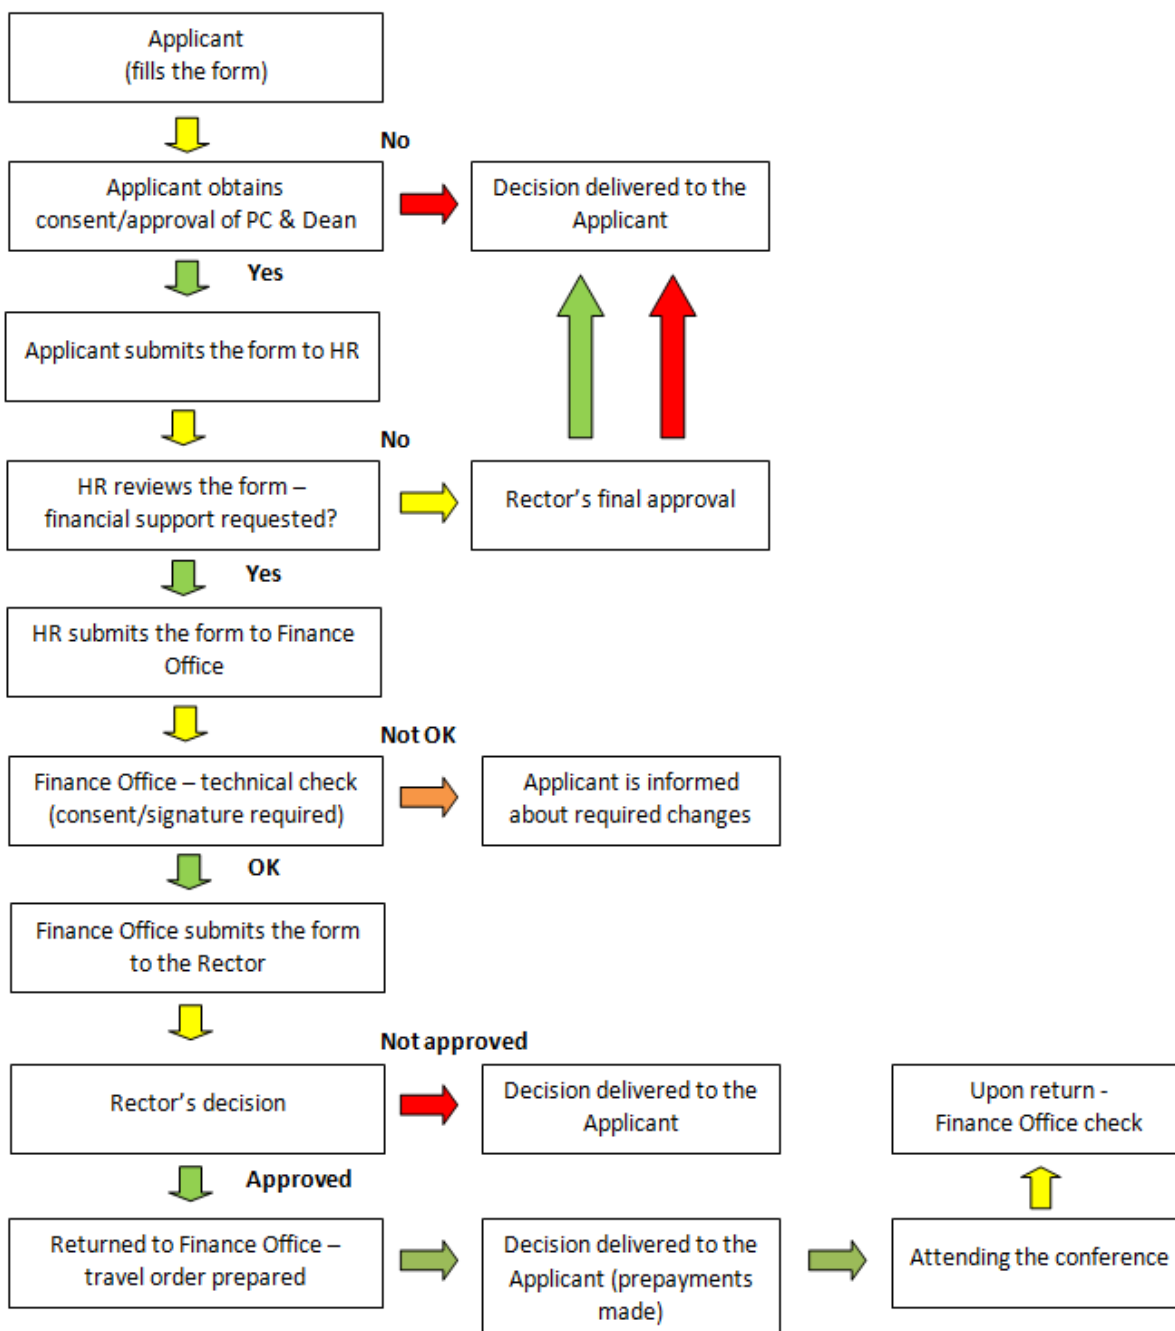 Applicant
(fills the form)
No
Applicant obtains
consent/approval of PC & Dean
Decision delivered to the
Applicant
Yes
Applicant submits the form to HR
No
HR reviews the form –
financial support requested?
Rector's final approval
Yes
HR submits the form to Finance
Office
Not OK
Finance Office – technical check
(consent/signature required)
Applicant is informed
about required changes
OK
Finance Office submits the form
to the Rector
Not approved
Rector's decision
Decision delivered to the
Applicant
Upon return -
Finance Office check
Approved
Returned to Finance Office –
travel order prepared
Decision delivered to the
Applicant (prepayments
made)
Attending the conference